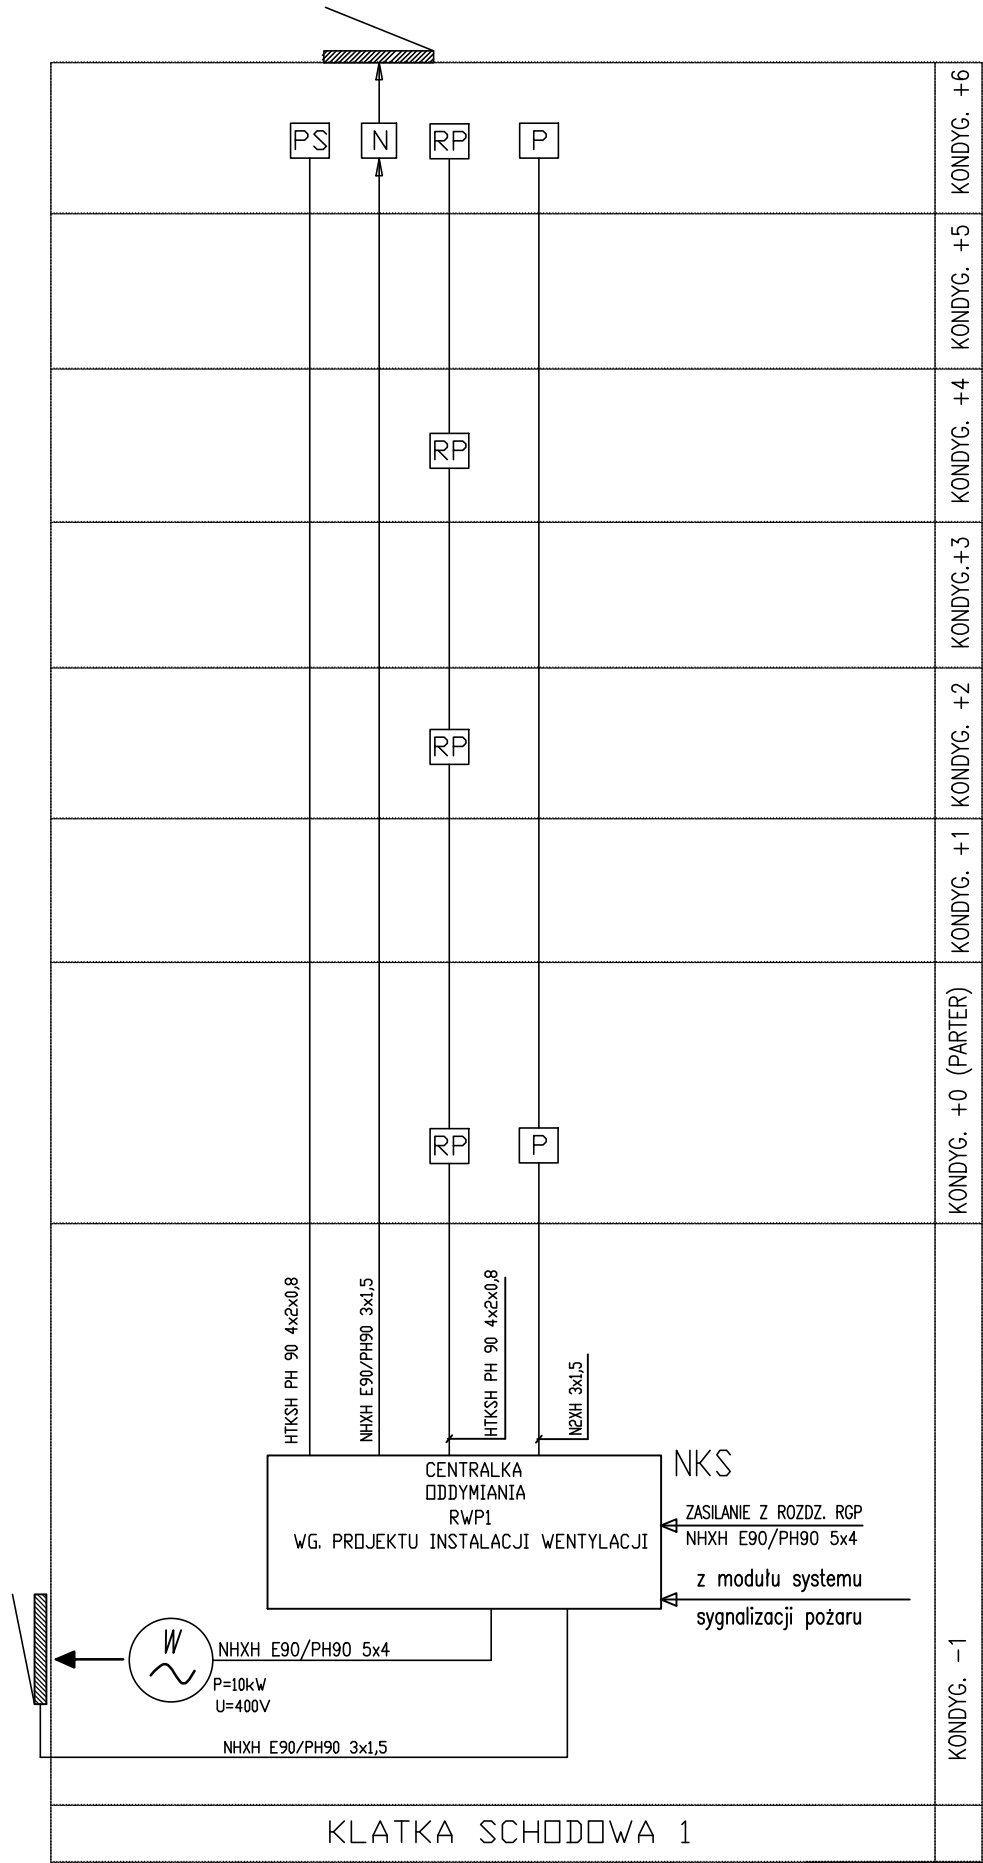 PS
N
RP
P
KONDYG. +6
KONDYG. +5
RP
KONDYG. +4
KONDYG.+3
RP
KONDYG. +2
KONDYG. +1
RP
P
KONDYG. +0 (PARTER)
HTKSH PH 90 4x2x0,8
NHXH E90/PH90 3x1,5
HTKSH PH 90 4x2x0,8
N2XH 3x1,5
CENTRALKA
ODDYMIANIA
RWP1
WG. PROJEKTU INSTALACJI WENTYLACJI
NKS
ZASILANIE Z ROZDZ. RGP
NHXH E90/PH90 5x4
z modułu systemu
sygnalizacji pożaru
W
NHXH E90/PH90 5x4
P=10kW
U=400V
NHXH E90/PH90 3x1,5
KONDYG. -1
KLATKA SCHODOWA 1